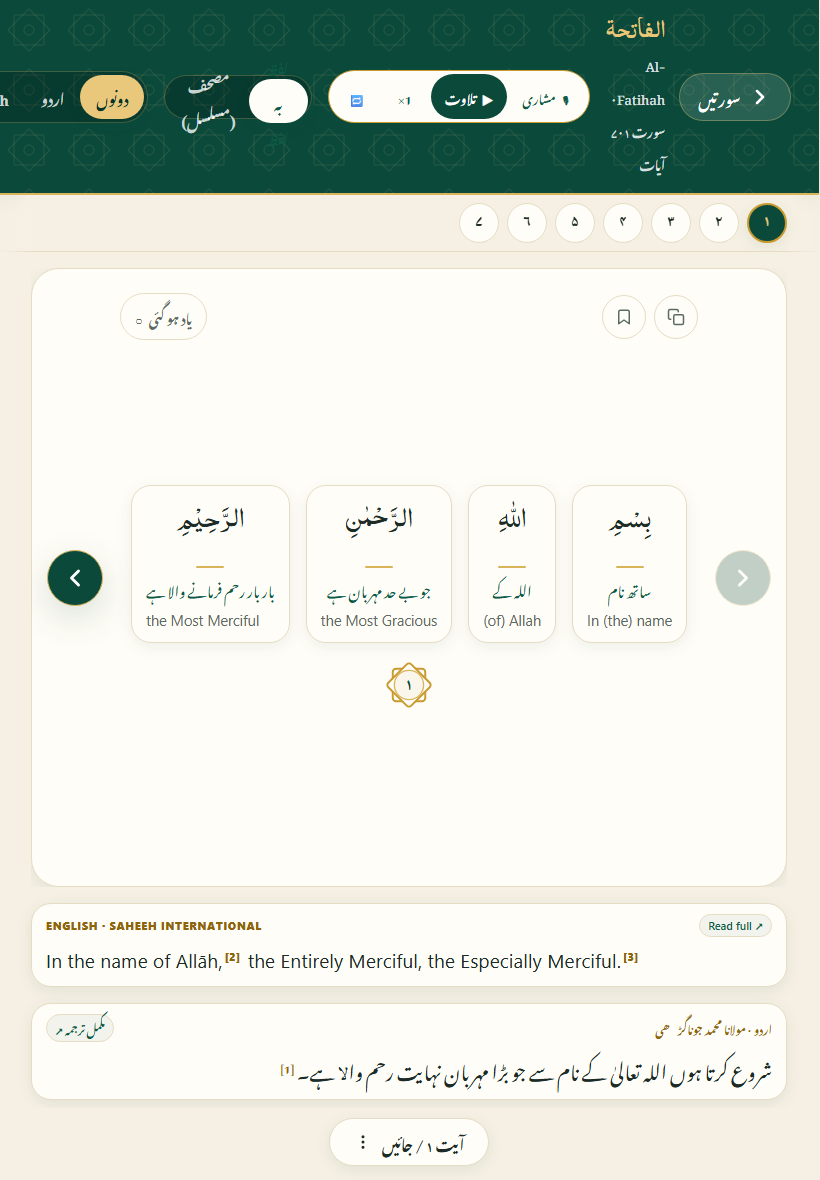 الفاتحة
Al-
Fatihah·
سورت ۱ · ۷
آیات
سورتیں
مشاری
▶ تلاوت
×1
مصحف
(مسلسل)
بہ
دونوں
اردو
h
۱
۲
۳
۴
۵
۶
۷
یاد ہو گئی ○
بِسْمِ
ساتھ نام
In (the) name
اللّٰهِ
اللہ کے
(of) Allah
الرَّحْمٰنِ
جو بے حد مہربان ہے
the Most Gracious
الرَّحِيْمِ
بار بار رحم فرمانے والا ہے
the Most Merciful
۱
ENGLISH · SAHEEH INTERNATIONAL
Read full ↗
In the name of Allāh,[2] the Entirely Merciful, the Especially Merciful.[3]
اردو · مولانا محمد جوناگڑھی
مکمل ترجمہ ↗
شروع کرتا ہوں اللہ تعالیٰ کے نام سے جو بڑا مہربان نہایت رحم والا ہے۔ [1]
آیت ۱ / جائیں ⋮